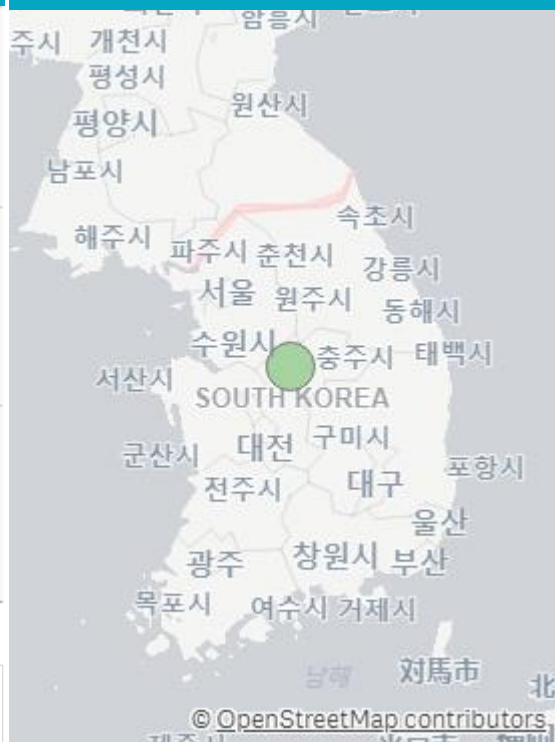 함흥시
주시 개천시
평성시
원산시
평양시
남포시
속초시
해주시 파주시 춘천시
강릉시
서울 원주시
동해시
수원시
충주시 태백시
서산시
SOUTH KOREA
대전 구미시
군산시
포항시
전주시 대구
울산
광주 창원시 부산
목포시 여수시 거제시
남해 対馬市
北
© OpenStreetMap contributors